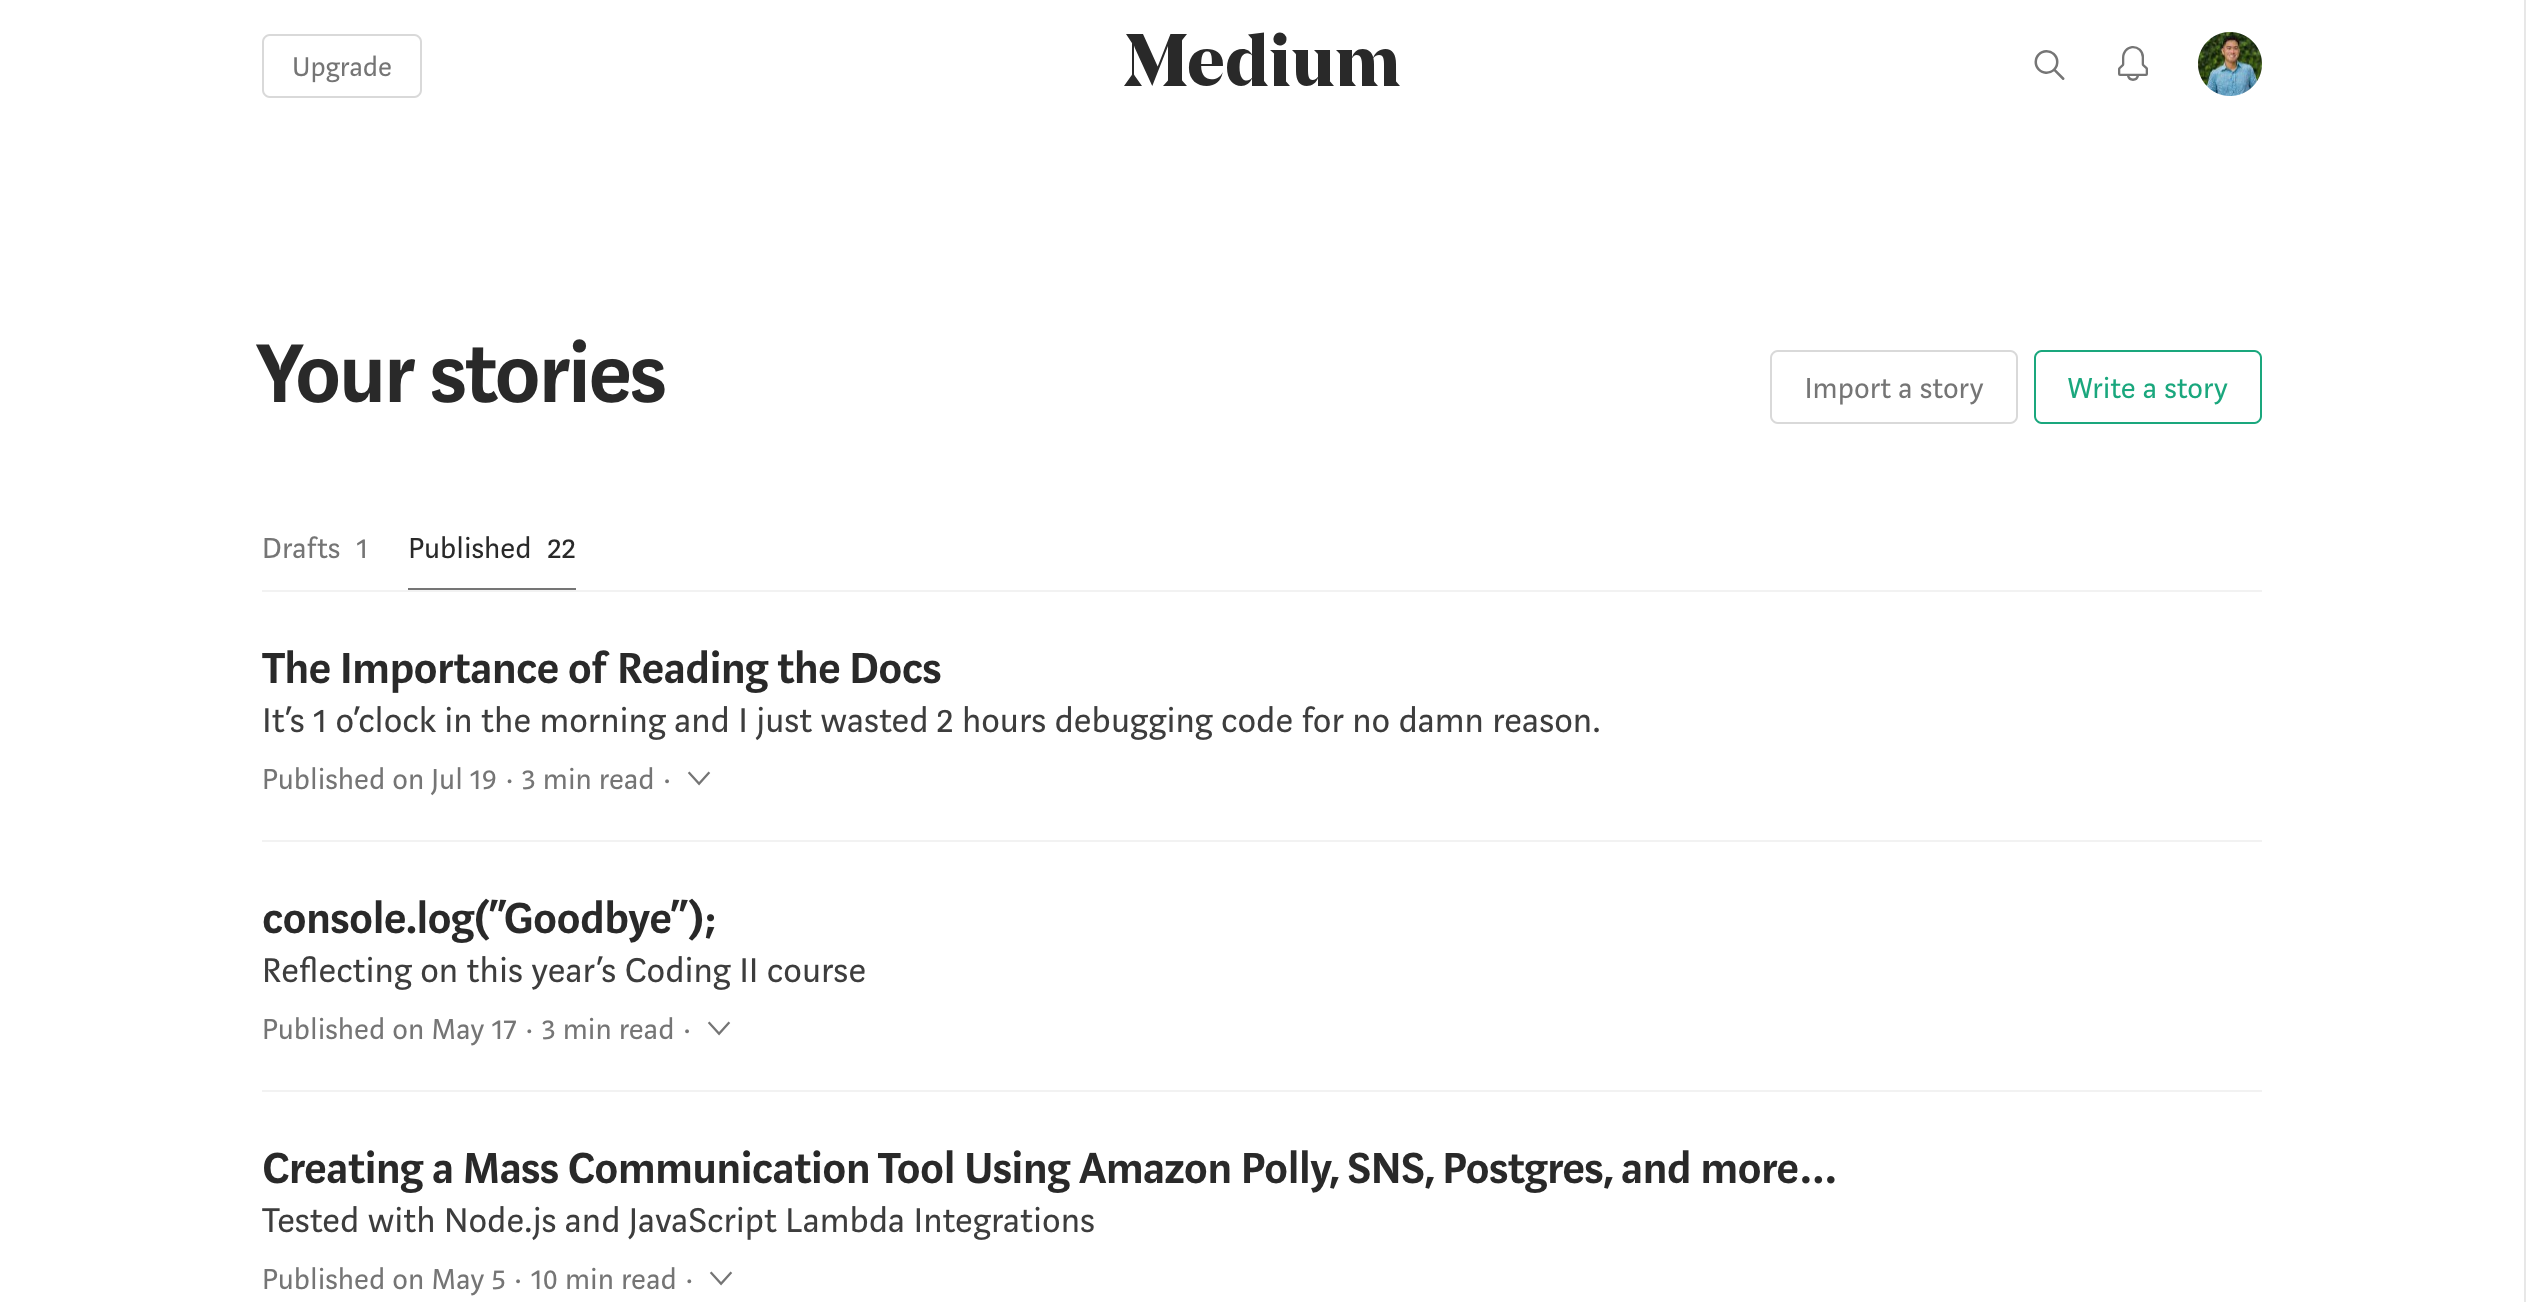 Upgrade
Medium
Your stories
Import a story
Write a story
Drafts 1
Published 22
The Importance of Reading the Docs
It’s 1 o’clock in the morning and I just wasted 2 hours debugging code for no damn reason.
Published on Jul 19 · 3 min read ·
console.log(”Goodbye”);
Reflecting on this year’s Coding II course
Published on May 17 · 3 min read ·
Creating a Mass Communication Tool Using Amazon Polly, SNS, Postgres, and more…
Tested with Node.js and JavaScript Lambda Integrations
Published on May 5 · 10 min read ·